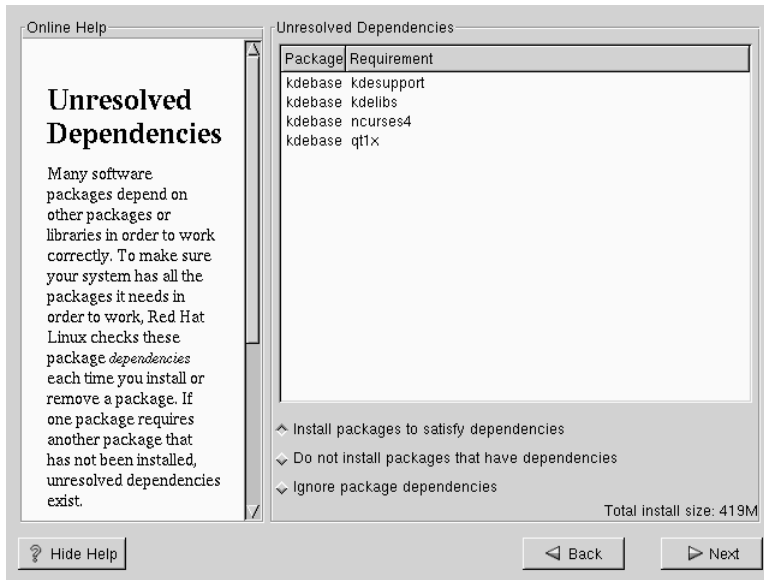 Online Help
Unresolved
Dependencies
Many software
packages depend on
other packages or
libraries in order to work
correctly. To make sure
your system has all the
packages it needs in
order to work, Red Hat
Linux checks these
package dependencies
each time you install or
remove a package. If
one package requires
another package that
has not been installed,
unresolved dependencies
exist.
Unresolved Dependencies
Package Requirement
kdebase kdesupport
kdebase kdelibs
kdebase ncurses4
kdebase qt1x
Install packages to satisfy dependencies
Do not install packages that have dependencies
Ignore package dependencies
Total install size: 419M
Hide Help
Back
Next